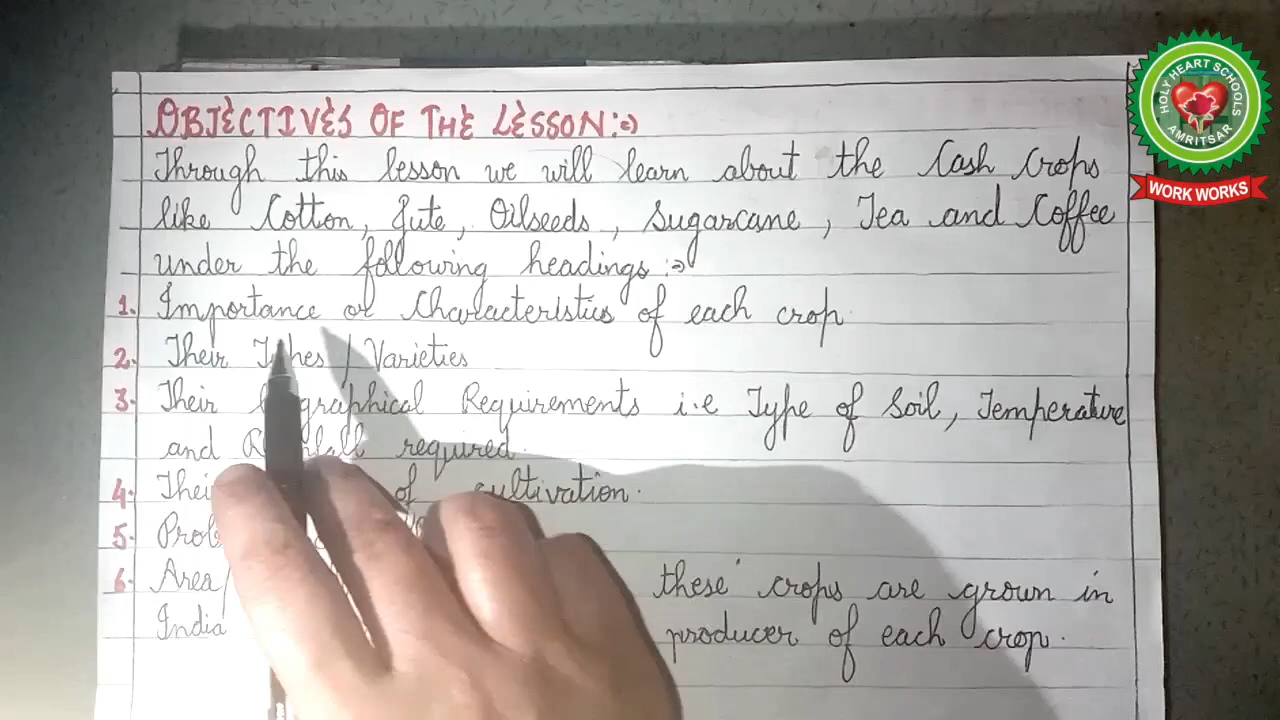 OBJECTIVES OF THE LESSON:->
Through this lesson we will learn about the Cash Crops
like Cotton, Jute, Oilseeds, Sugarcane, Tea and Coffee
under the following headings:->
1. Importance or Characteristics of each crop.
2. Their Types / Varieties
3. Their Requirements i.e Type of Soil, Temperature
and required.
4. of cultivation.
5.
6. Area/ these crops are grown in
India producer of each crop.
HOLY HEART SCHOOLS
AMRITSAR
WORK WORKS